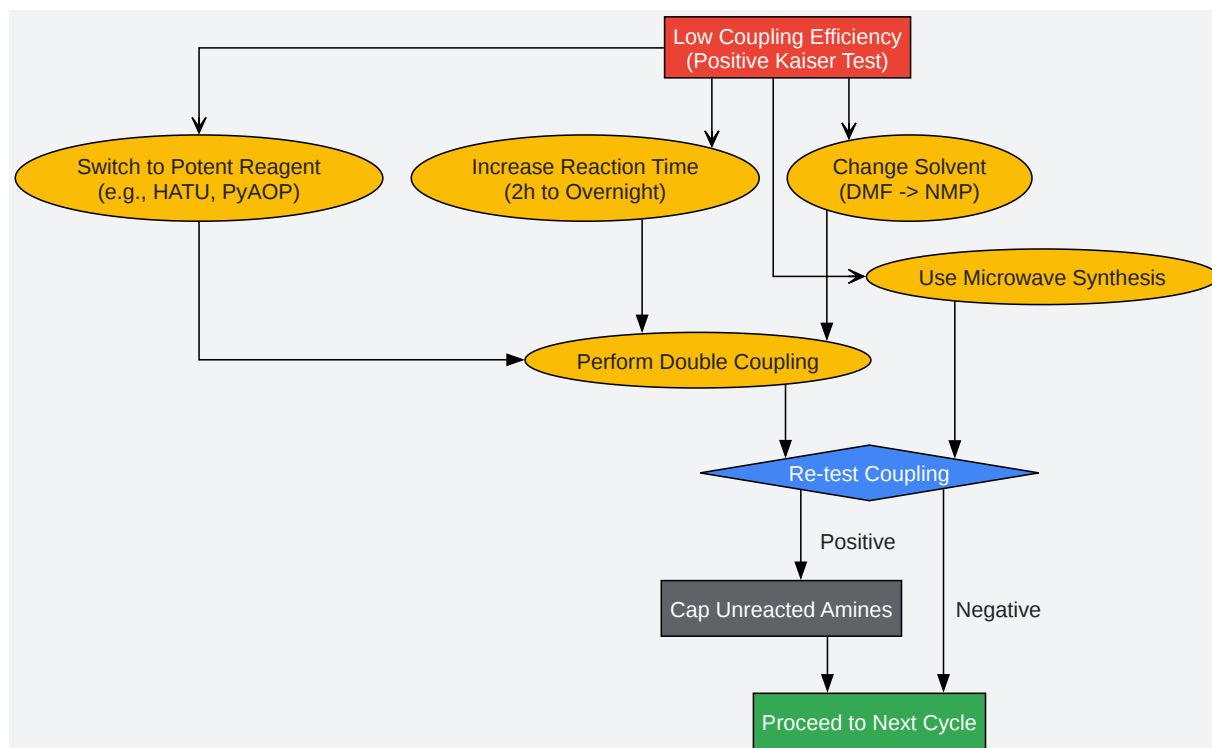 Low Coupling Efficiency
(Positive Kaiser Test)
Switch to Potent Reagent
(e.g., HATU, PyAOP)
Increase Reaction Time
(2h to Overnight)
Change Solvent
(DMF -> NMP)
Use Microwave Synthesis
Perform Double Coupling
Re-test Coupling
Positive
Cap Unreacted Amines
Negative
Proceed to Next Cycle